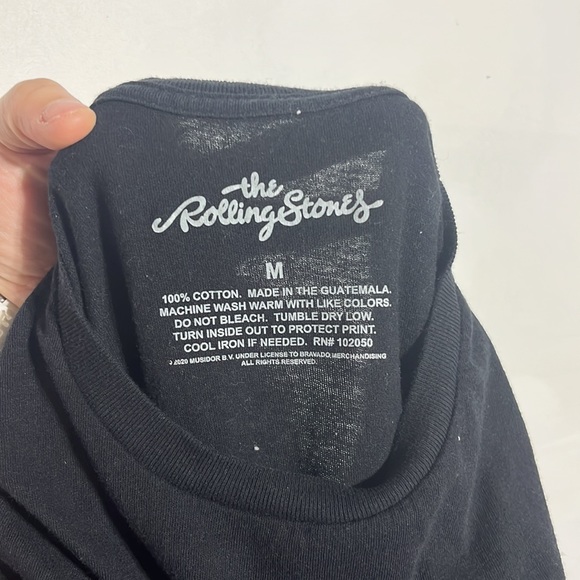 the
Rolling Stones
M
100% COTTON. MADE IN THE GUATEMALA.
MACHINE WASH WARM WITH LIKE COLORS.
DO NOT BLEACH. TUMBLE DRY LOW.
TURN INSIDE OUT TO PROTECT PRINT.
COOL IRON IF NEEDED. RN# 102050
© 2020 MUSIDOR B.V. UNDER LICENSE TO BRAVADO MERCHANDISING
ALL RIGHTS RESERVED.